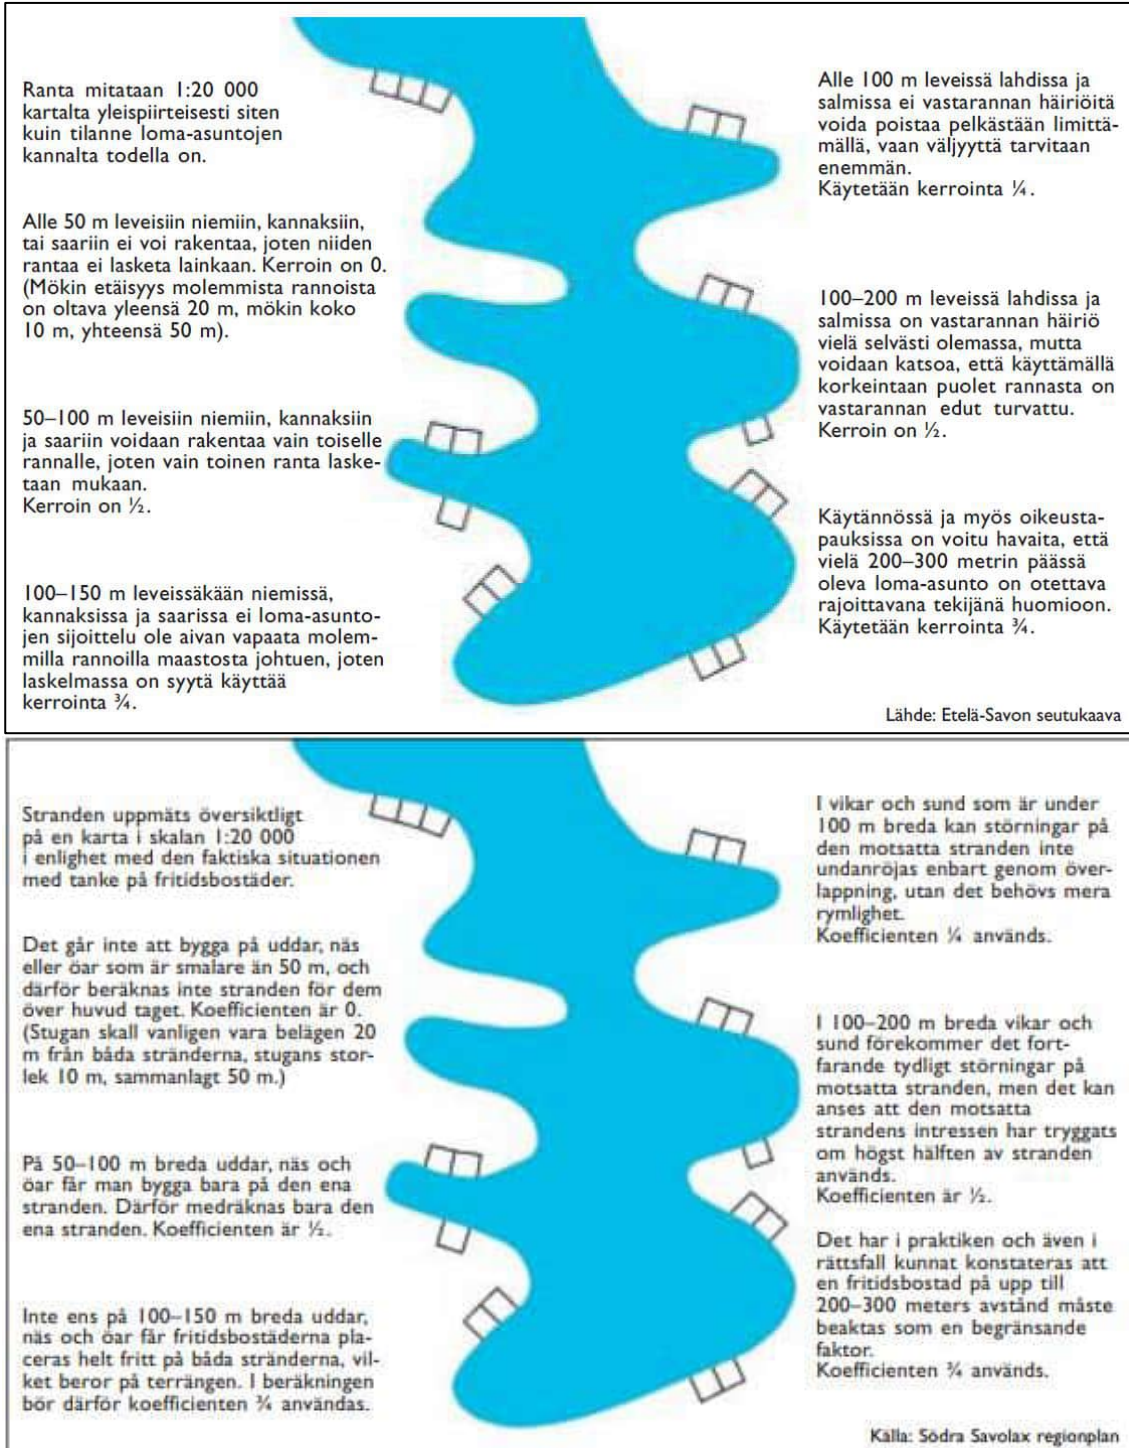 Ranta mitataan 1:20 000
kartalta yleispiirteisesti siten
kuin tilanne loma-asuntojen
kannalta todella on.
Alle 50 m leveisiin niemiin, kannaksiin,
tai saariin ei voi rakentaa, joten niiden
rantaa ei lasketa lainkaan. Kerroin on 0.
(Mökin etäisyys molemmista rannoista
on oltava yleensä 20 m, mökin koko
10 m, yhteensä 50 m).
50–100 m leveisiin niemiin, kannaksiin
ja saariin voidaan rakentaa vain toiselle
rannalle, joten vain toinen ranta laske-
taan mukaan.
Kerroin on ½.
100–150 m leveissäkään niemissä,
kannaksissa ja saarissa ei loma-asunto-
jen sijoittelu ole aivan vapaata molem-
milla rannoilla maastosta johtuen, joten
laskelmassa on syytä käyttää
kerrointa ¾.
Alle 100 m leveissä lahdissa ja
salmissa ei vastarannan häiriöitä
voida poistaa pelkästään limittä-
mällä, vaan väljyyttä tarvitaan
enemmän.
Käytetään kerrointa ¼.
100–200 m leveissä lahdissa ja
salmissa on vastarannan häiriö
vielä selvästi olemassa, mutta
voidaan katsoa, että käyttämällä
korkeintaan puolet rannasta on
vastarannan edut turvattu.
Kerroin on ½.
Käytännössä ja myös oikeusta-
pauksissa on voitu havaita, että
vielä 200–300 metrin päässä
oleva loma-asunto on otettava
rajoittavana tekijänä huomioon.
Käytetään kerrointa ¾.
Lähde: Etelä-Savon seutukaava
Stranden uppmäts översiktligt
på en karta i skalan 1:20 000
i enlighet med den faktiska situationen
med tanke på fritidsbostäder.
Det går inte att bygga på uddar, näs
eller öar som är smalare än 50 m, och
därför beräknas inte stranden för dem
över huvud taget. Koefficienten är 0.
(Stugan skall vanligen vara belägen 20
m från båda stränderna, stugans stor-
lek 10 m, sammanlagt 50 m.)
På 50–100 m breda uddar, näs och
öar får man bygga bara på den ena
stranden. Därför medräknas bara den
ena stranden. Koefficienten är ½.
Inte ens på 100–150 m breda uddar,
näs och öar får fritidsbostäderna pla-
ceras helt fritt på båda stränderna, vil-
ket beror på terrängen. I beräkningen
bör därför koefficienten ¾ användas.
I vikar och sund som är under
100 m breda kan störningar på
den motsatta stranden inte
undanröjas enbart genom över-
lappning, utan det behövs mera
rymlighet.
Koefficienten ¼ används.
I 100–200 m breda vikar och
sund förekommer det fort-
farande tydligt störningar på
motsatta stranden, men det kan
anses att den motsatta
strandens intressen har tryggats
om högst hälften av stranden
används.
Koefficienten är ½.
Det har i praktiken och även i
rättsfall kunnat konstateras att
en fritidsbostad på upp till
200–300 meters avstånd måste
beaktas som en begränsande
faktor.
Koefficienten ¾ används.
Källa: Södra Savolax regionplan